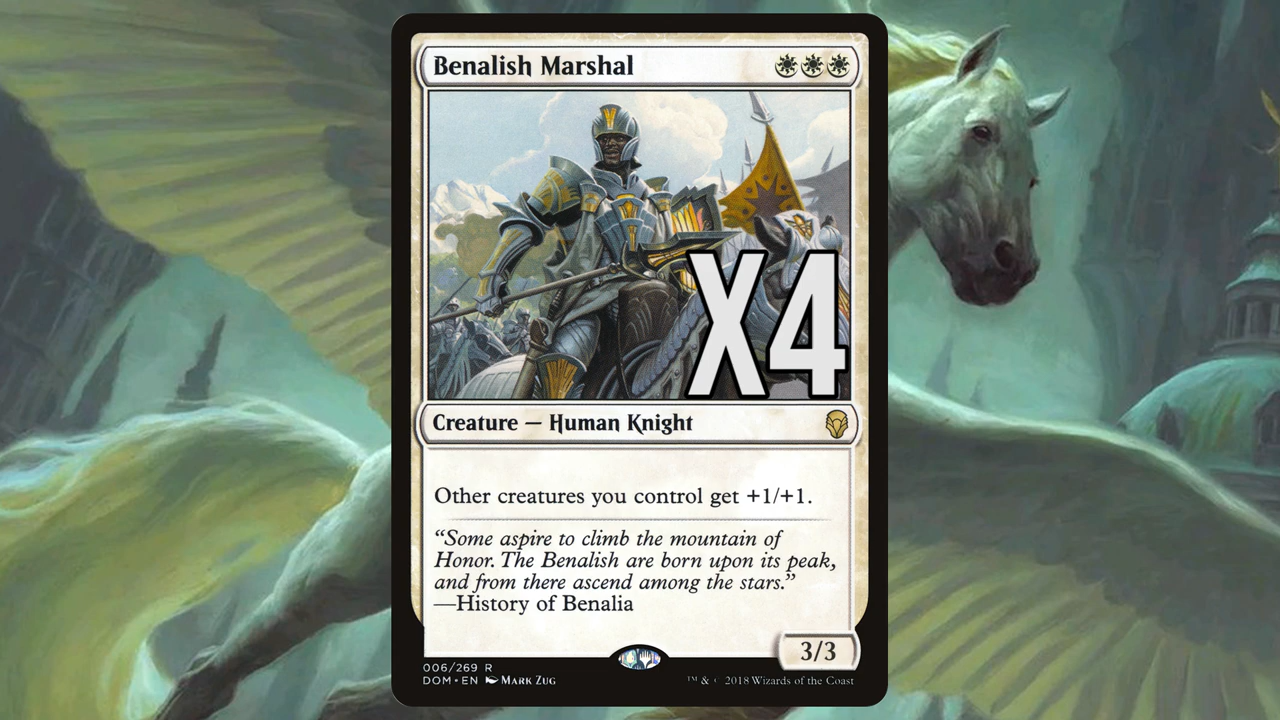 Benalish Marshal
X4
Creature — Human Knight
Other creatures you control get +1/+1.
“Some aspire to climb the mountain of
Honor. The Benalish are born upon its peak,
and from there ascend among the stars.”
—History of Benalia
3/3
006/269 R
DOM • EN Mark Zug
™ & © 2018 Wizards of the Coast